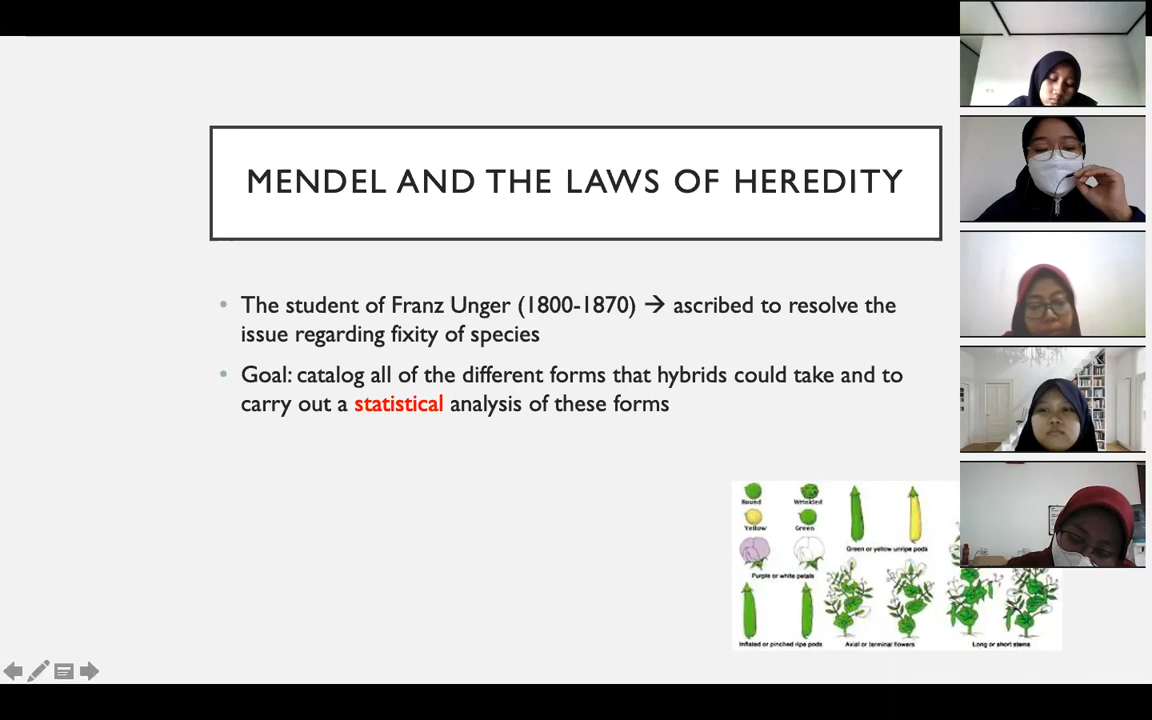 MENDEL AND THE LAWS OF HEREDITY
• The student of Franz Unger (1800-1870) → ascribed to resolve the
issue regarding fixity of species
• Goal: catalog all of the different forms that hybrids could take and to
carry out a statistical analysis of these forms
Round Wrinkled
Yellow Green
Green or yellow unripe pods
Purple or white petals
Inflated or pinched ripe pods
Axial or terminal flowers
Long or short stems